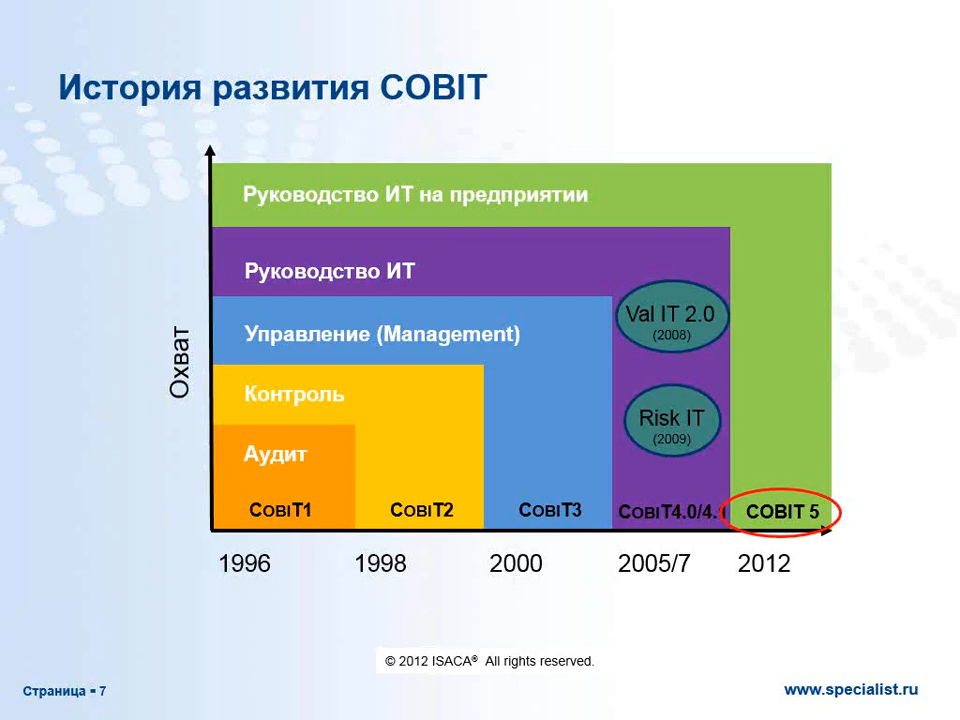 История развития COBIT
Охват
Руководство ИТ на предприятии
Руководство ИТ
Управление (Management)
Контроль
Аудит
Val IT 2.0
(2008)
Risk IT
(2009)
COBIT1
COBIT2
COBIT3
COBIT4.0/4.1
COBIT 5
1996
1998
2000
2005/7
2012
© 2012 ISACA® All rights reserved.
Страница ▪ 7
www.specialist.ru